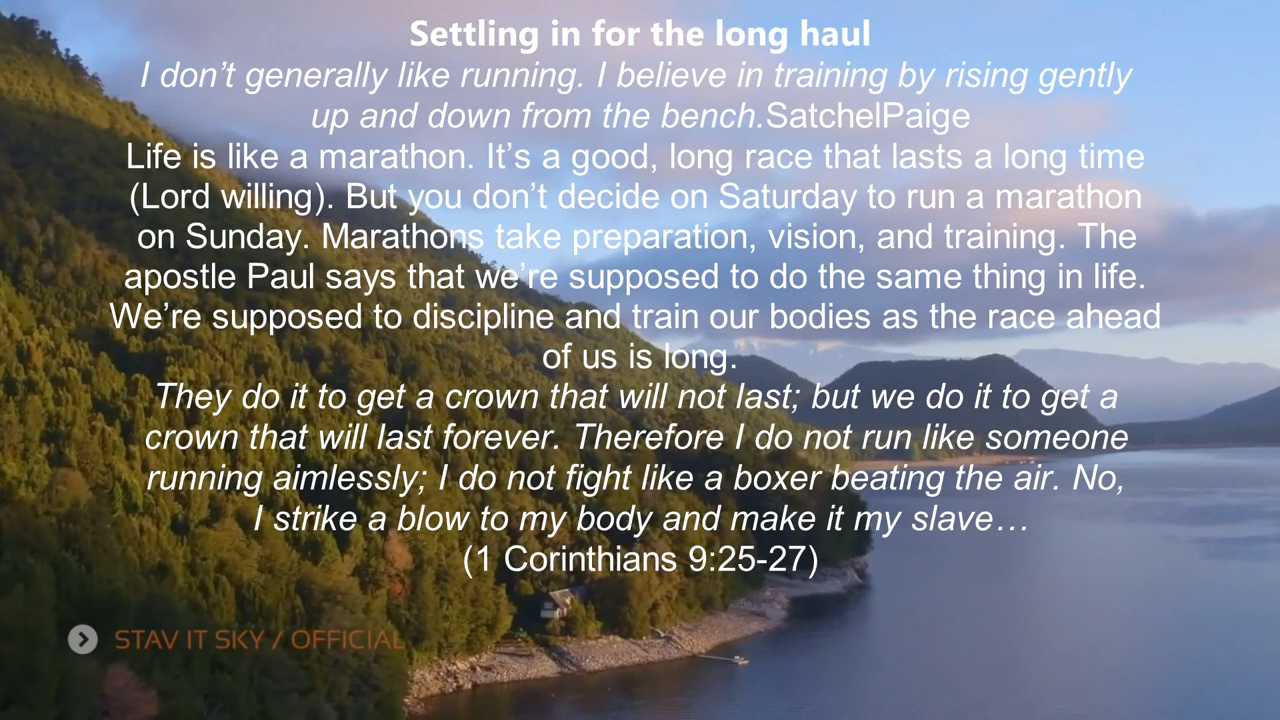 Settling in for the long haul
I don’t generally like running. I believe in training by rising gently
up and down from the bench.SatchelPaige
Life is like a marathon. It’s a good, long race that lasts a long time
(Lord willing). But you don’t decide on Saturday to run a marathon
on Sunday. Marathons take preparation, vision, and training. The
apostle Paul says that we’re supposed to do the same thing in life.
We’re supposed to discipline and train our bodies as the race ahead
of us is long.
They do it to get a crown that will not last; but we do it to get a
crown that will last forever. Therefore I do not run like someone
running aimlessly; I do not fight like a boxer beating the air. No,
I strike a blow to my body and make it my slave…
(1 Corinthians 9:25-27)
STAV IT SKY / OFFICIAL